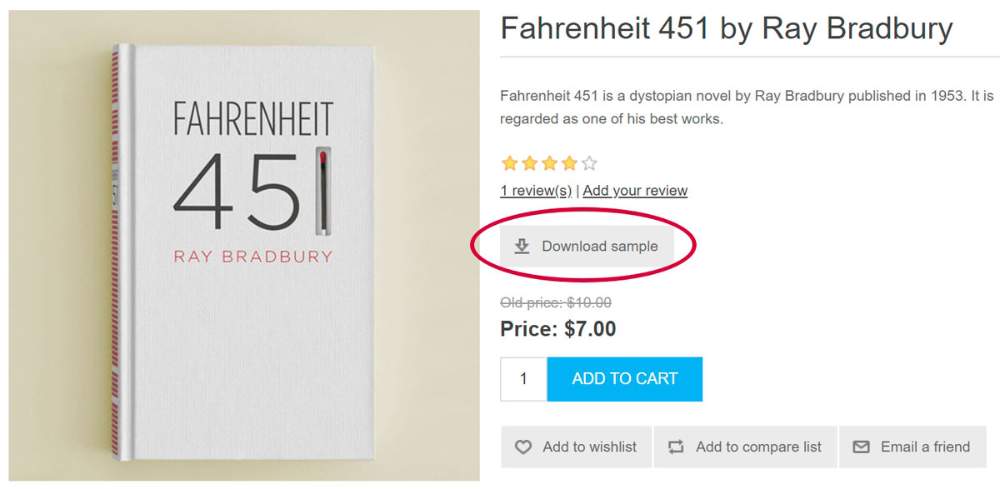 FAHRENHEIT
451
RAY BRADBURY
Fahrenheit 451 by Ray Bradbury
Fahrenheit 451 is a dystopian novel by Ray Bradbury published in 1953. It is
regarded as one of his best works.
1 review(s) | Add your review
Download sample
Old price: $10.00
Price: $7.00
1 ADD TO CART
Add to wishlist Add to compare list Email a friend